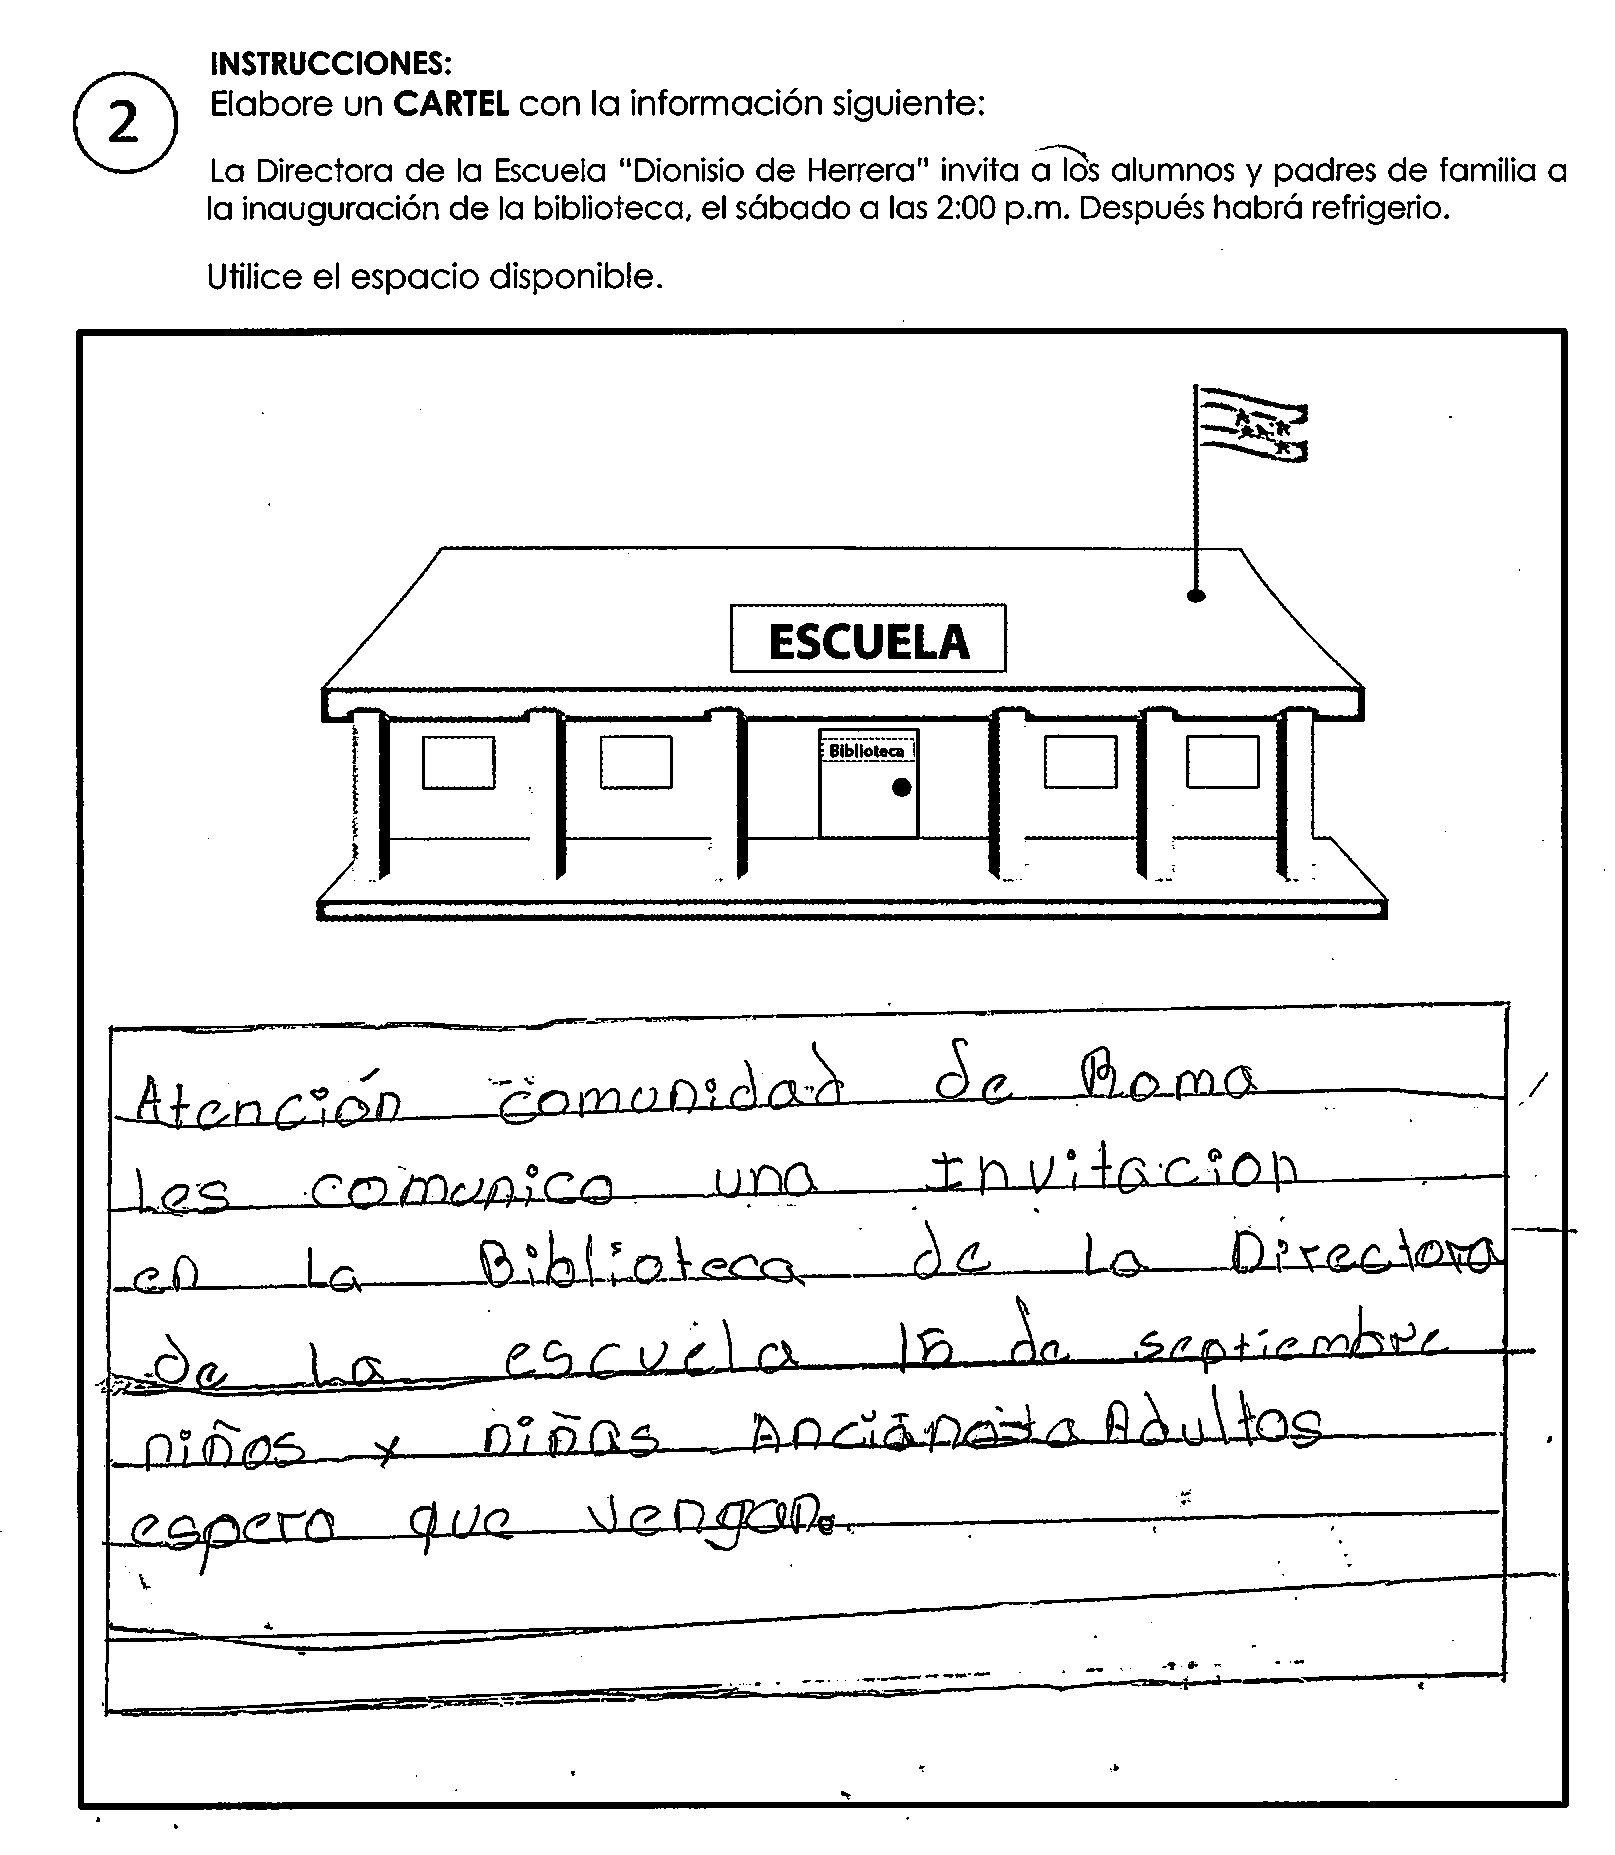 INSTRUCCIONES:
2
Elabore un CARTEL con la información siguiente:
La Directora de la Escuela "Dionisio de Herrera" invita a los alumnos y padres de familia a
la inauguración de la biblioteca, el sábado a las 2:00 p.m. Después habrá refrigerio.
Utilice el espacio disponible.
ESCUELA
Biblioteca
Atención comunidad de Roma
Les comunico una Invitacion
en La Biblioteca de La Directora
de La escuela 15 de septiembre
niños y niñas Adultos
espero que vengan.